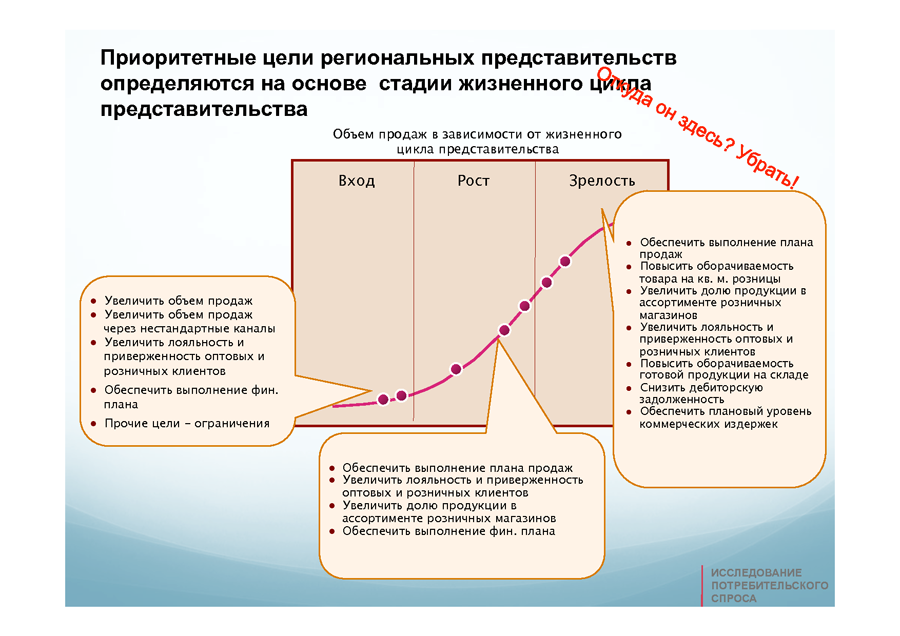 Приоритетные цели региональных представительств
определяются на основе стадии жизненного цикла
представительства
Откуда он здесь? Убрать!
Объем продаж в зависимости от жизненного
цикла представительства
Вход
Рост
Зрелость
● Увеличить объем продаж
● Увеличить объем продаж
через нестандартные каналы
● Увеличить лояльность и
приверженность оптовых и
розничных клиентов
● Обеспечить выполнение фин.
плана
● Прочие цели – ограничения
● Обеспечить выполнение плана продаж
● Увеличить лояльность и приверженность
оптовых и розничных клиентов
● Увеличить долю продукции в
ассортименте розничных магазинов
● Обеспечить выполнение фин. плана
● Обеспечить выполнение плана
продаж
● Повысить оборачиваемость
товара на кв. м. розницы
● Увеличить долю продукции в
ассортименте розничных
магазинов
● Увеличить лояльность и
приверженность оптовых и
розничных клиентов
● Повысить оборачиваемость
готовой продукции на складе
● Снизить дебиторскую
задолженность
● Обеспечить плановый уровень
коммерческих издержек
ИССЛЕДОВАНИЕ
ПОТРЕБИТЕЛЬСКОГО
СПРОСА